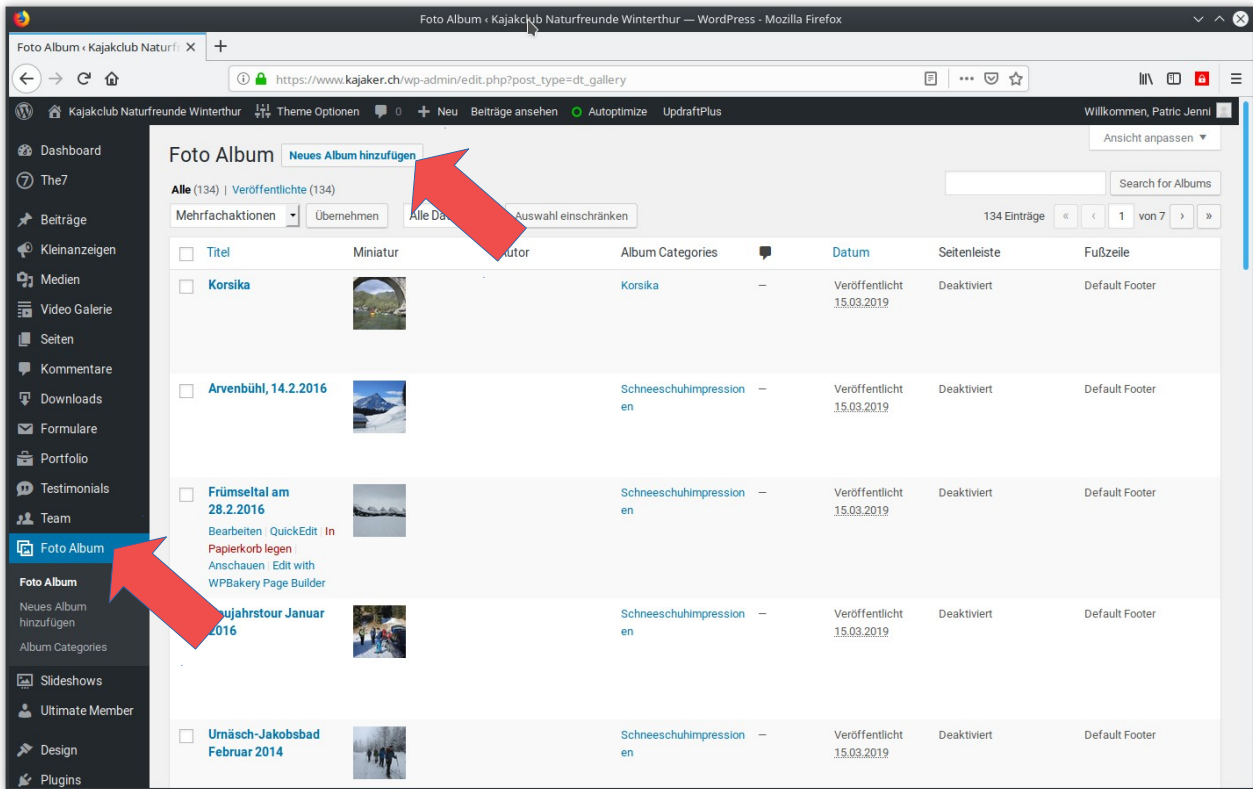 Foto Album ‹ Kajakclub Naturfreunde Winterthur — WordPress - Mozilla Firefox
Foto Album ‹ Kajakclub Naturfr
https://www.kajaker.ch/wp-admin/edit.php?post_type=dt_gallery
Kajakclub Naturfreunde Winterthur Theme Optionen 0 Neu Beiträge ansehen Autoptimize UpdraftPlus Willkommen, Patric Jenni
Ansicht anpassen
Dashboard
The7
Beiträge
Kleinanzeigen
Medien
Video Galerie
Seiten
Kommentare
Downloads
Formulare
Portfolio
Testimonials
Team
Foto Album
Foto Album
Neues Album
hinzufügen
Album Categories
Slideshows
Ultimate Member
Design
Plugins
Foto Album Neues Album hinzufügen
Alle (134) | Veröffentlichte (134)
Search for Albums
Mehrfachaktionen Übernehmen Alle Da Auswahl einschränken 134 Einträge « ‹ 1 von 7 › »
Titel Miniatur utor Album Categories Datum Seitenleiste Fußzeile
Korsika Korsika — Veröffentlicht Deaktiviert Default Footer
15.03.2019
Arvenbühl, 14.2.2016 Schneeschuhimpression — Veröffentlicht Deaktiviert Default Footer
en 15.03.2019
Frümseltal am Schneeschuhimpression — Veröffentlicht Deaktiviert Default Footer
28.2.2016 en 15.03.2019
Bearbeiten | QuickEdit | In
Papierkorb legen |
Anschauen | Edit with
WPBakery Page Builder
ujahrstour Januar Schneeschuhimpression — Veröffentlicht Deaktiviert Default Footer
2016 en 15.03.2019
Urnäsch-Jakobsbad Schneeschuhimpression — Veröffentlicht Deaktiviert Default Footer
Februar 2014 en 15.03.2019